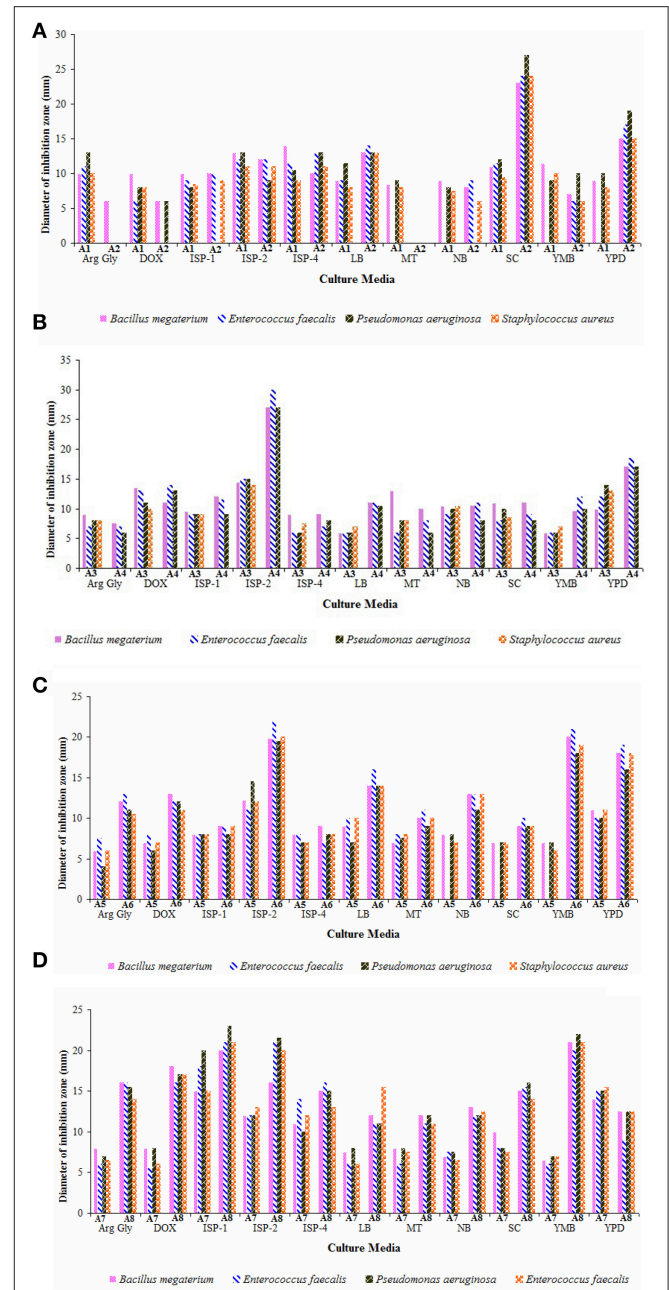 A
Diameter of inhibition zone (mm)
30
25
20
15
10
5
0
A1 A2 A1 A2 A1 A2 A1 A2 A1 A2 A1 A2 A1 A2 A1 A2 A1 A2 A1 A2 A1 A2
Arg Gly DOX ISP-1 ISP-2 ISP-4 LB MT NB SC YMB YPD
Culture Media
Bacillus megaterium Enterococcus faecalis Pseudomonas aeruginosa Staphylococcus aureus
B
Diameter of inhibition zone (mm)
35
30
25
20
15
10
5
0
A3 A4 A3 A4 A3 A4 A3 A4 A3 A4 A3 A4 A3 A4 A3 A4 A3 A4 A3 A4 A3 A4
Arg Gly DOX ISP-1 ISP-2 ISP-4 LB MT NB SC YMB YPD
Culture Media
Bacillus megaterium Enterococcus faecalis Pseudomonas aeruginosa Staphylococcus aureus
C
Diameter of inhibition zone (mm)
25
20
15
10
5
0
A5 A6 A5 A6 A5 A6 A5 A6 A5 A6 A5 A6 A5 A6 A5 A6 A5 A6 A5 A6 A5 A6
Arg Gly DOX ISP-1 ISP-2 ISP-4 LB MT NB SC YMB YPD
Culture Media
Bacillus megaterium Enterococcus faecalis Pseudomonas aeruginosa Staphylococcus aureus
D
Diameter of inhibition zone (mm)
25
20
15
10
5
0
A7 A8 A7 A8 A7 A8 A7 A8 A7 A8 A7 A8 A7 A8 A7 A8 A7 A8 A7 A8 A7 A8
Arg Gly DOX ISP-1 ISP-2 ISP-4 LB MT NB SC YMB YPD
Culture Media
Bacillus megaterium Enterococcus faecalis Pseudomonas aeruginosa Enterococcus faecalis